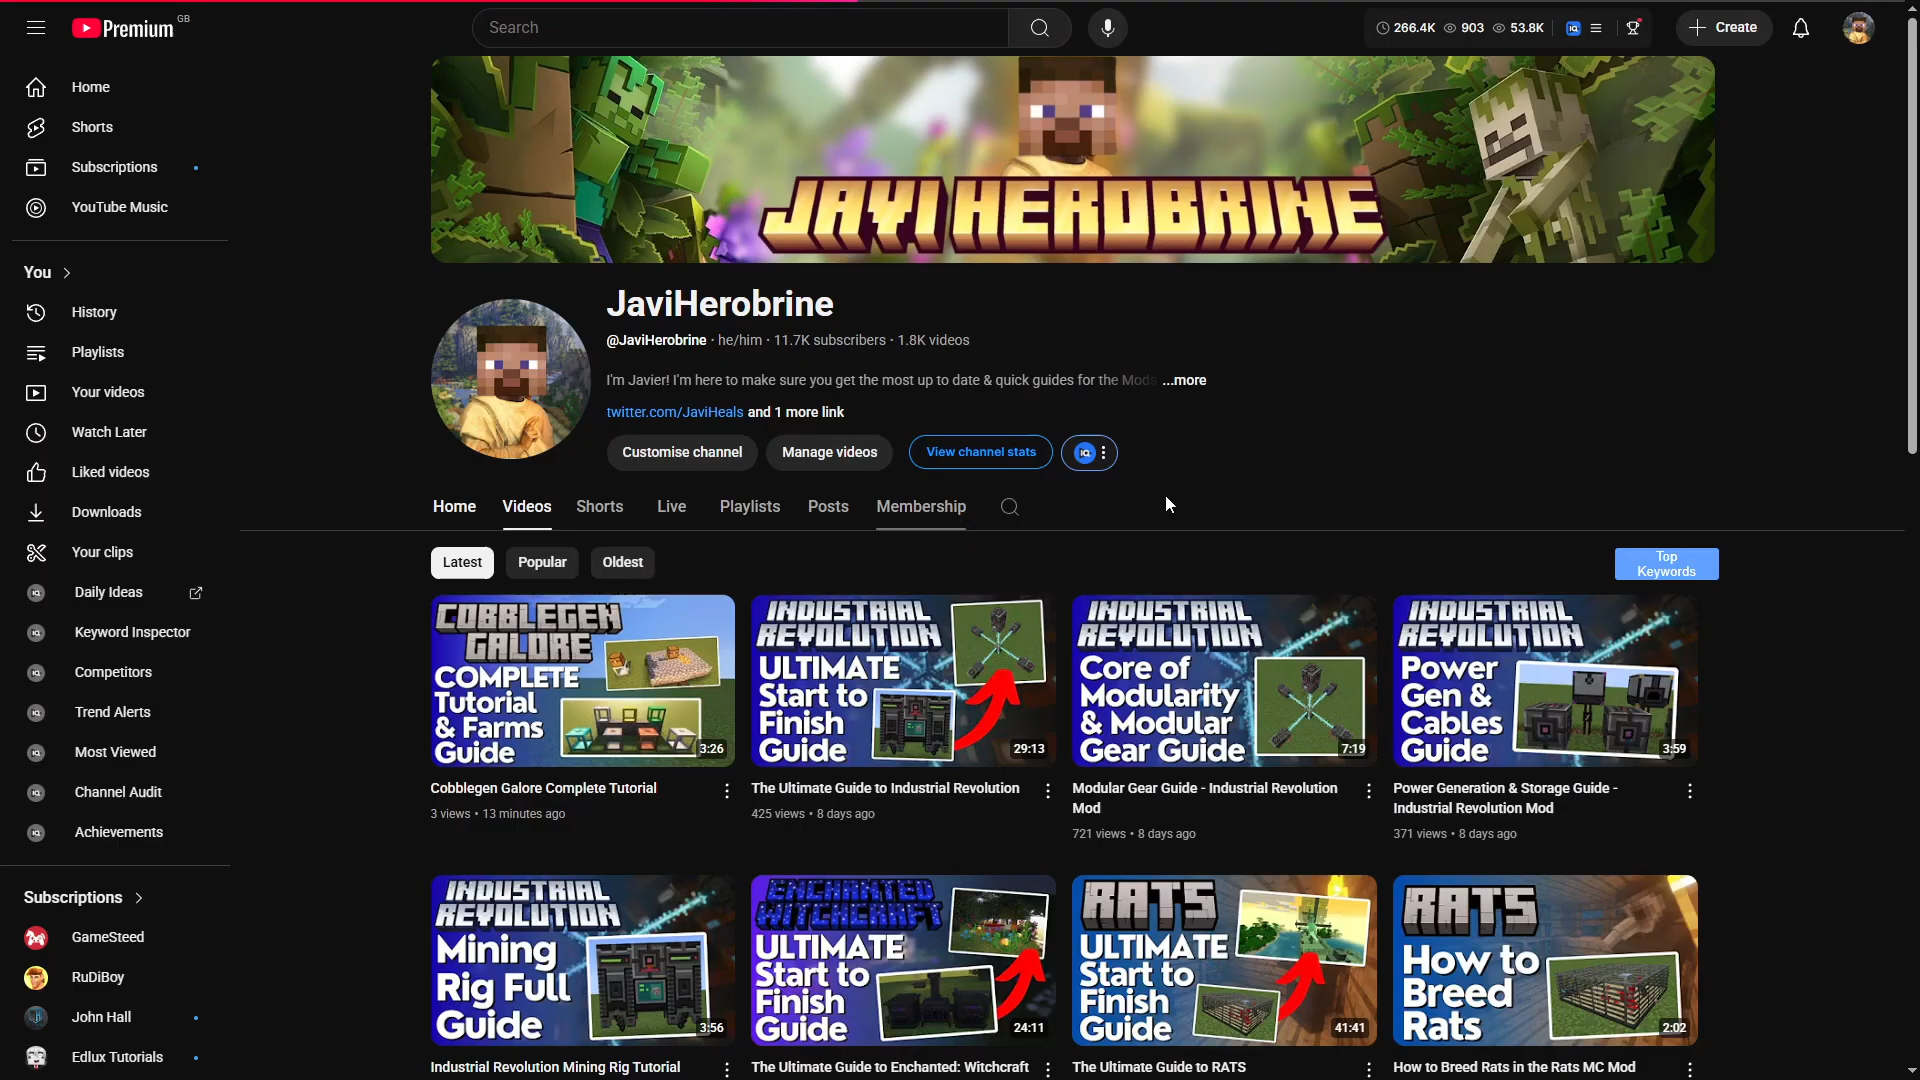 Premium GB
Search
266.4K 903 53.8K
Create
Home
Shorts
Subscriptions
YouTube Music
You
History
Playlists
Your videos
Watch Later
Liked videos
Downloads
Your clips
Daily Ideas
Keyword Inspector
Competitors
Trend Alerts
Most Viewed
Channel Audit
Achievements
Subscriptions
GameSteed
RuDiBoy
John Hall
Edlux Tutorials
JAVI HEROBRINE
JaviHerobrine
@JaviHerobrine • he/him • 11.7K subscribers • 1.8K videos
I'm Javier! I'm here to make sure you get the most up to date & quick guides for the Mods ...more
twitter.com/JaviHeals and 1 more link
Customise channel
Manage videos
View channel stats
Home Videos Shorts Live Playlists Posts Membership
Latest Popular Oldest
Top
Keywords
COBBLEGEN
GALORE
COMPLETE
Tutorial
& Farms
Guide
3:26
Cobblegen Galore Complete Tutorial
3 views • 13 minutes ago
INDUSTRIAL
REVOLUTION
ULTIMATE
Start to
Finish
Guide
29:13
The Ultimate Guide to Industrial Revolution
425 views • 8 days ago
INDUSTRIAL
REVOLUTION
Core of
Modularity
& Modular
Gear Guide
7:19
Modular Gear Guide - Industrial Revolution
Mod
721 views • 8 days ago
INDUSTRIAL
REVOLUTION
Power
Gen &
Cables
Guide
3:59
Power Generation & Storage Guide -
Industrial Revolution Mod
371 views • 8 days ago
INDUSTRIAL
REVOLUTION
Mining
Rig Full
Guide
3:56
Industrial Revolution Mining Rig Tutorial
ENCHANTED
WITCHCRAFT
ULTIMATE
Start to
Finish
Guide
24:11
The Ultimate Guide to Enchanted: Witchcraft
RATS
ULTIMATE
Start to
Finish
Guide
41:41
The Ultimate Guide to RATS
RATS
How to
Breed
Rats
2:02
How to Breed Rats in the Rats MC Mod